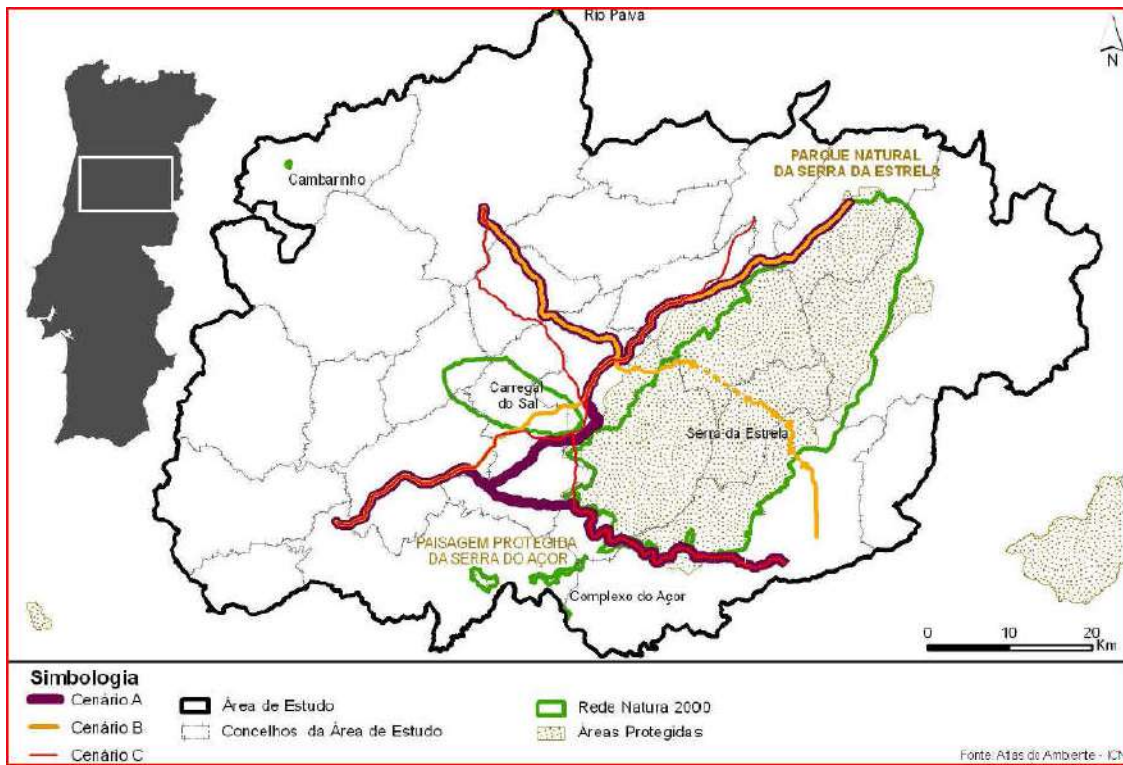 Rio Paiva
N
PARQUE NATURAL
DA SERRA DA ESTRELA
Cambarinho
Carregal
do Sal
Serra da Estrela
PAISAGEM PROTEGIDA
DA SERRA DO AÇOR
Complexo do Açor
0 10 20
Km
Simbologia
Cenário A
Cenário B
Cenário C
Área de Estudo
Concelhos da Área de Estudo
Rede Natura 2000
Áreas Protegidas
Fonte: Atlas do Ambiente - ICN